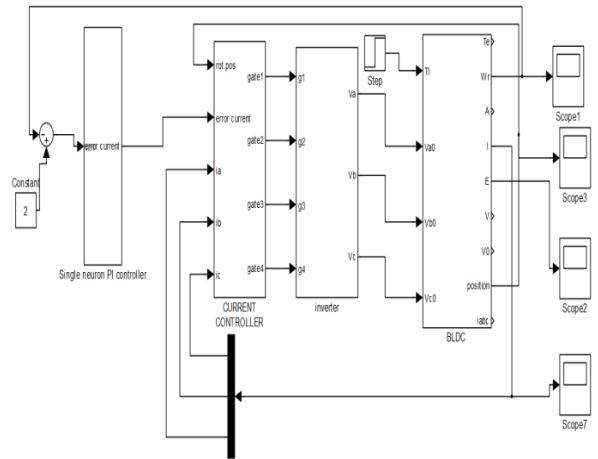 Te
rot.pos
Step
Tl
Wr
gate1
g1
Scope1
Va
A
error current
error current
gate2
g2
Va0
I
Scope3
Constant
2
ia
Vb
E
ib
gate3
g3
Vb0
V
Single neuron PI controller
ic
gate4
g4
Vc
V0
position
Vc0
iabc
Scope2
CURRENT
CONTROLLER
inverter
BLDC
Scope7